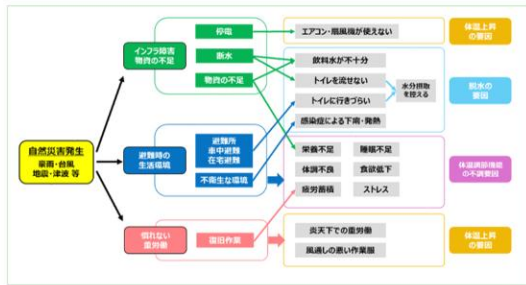 自然災害発生
豪雨・台風
地震・津波 等
インフラ障害
物資の不足
停電
断水
物資の不足
避難時の
生活環境
避難所
車中避難
在宅避難
不衛生な環境
慣れない
重労働
復旧作業
エアコン・扇風機が使えない
飲料水が不十分
トイレを流せない
トイレに行きづらい
水分摂取
を控える
感染症による下痢・発熱
栄養不足
睡眠不足
体調不良
食欲低下
疲労蓄積
ストレス
炎天下での重労働
風通しの悪い作業服
体温上昇
の要因
脱水の
要因
体温調節機能
の不調要因
体温上昇
の要因